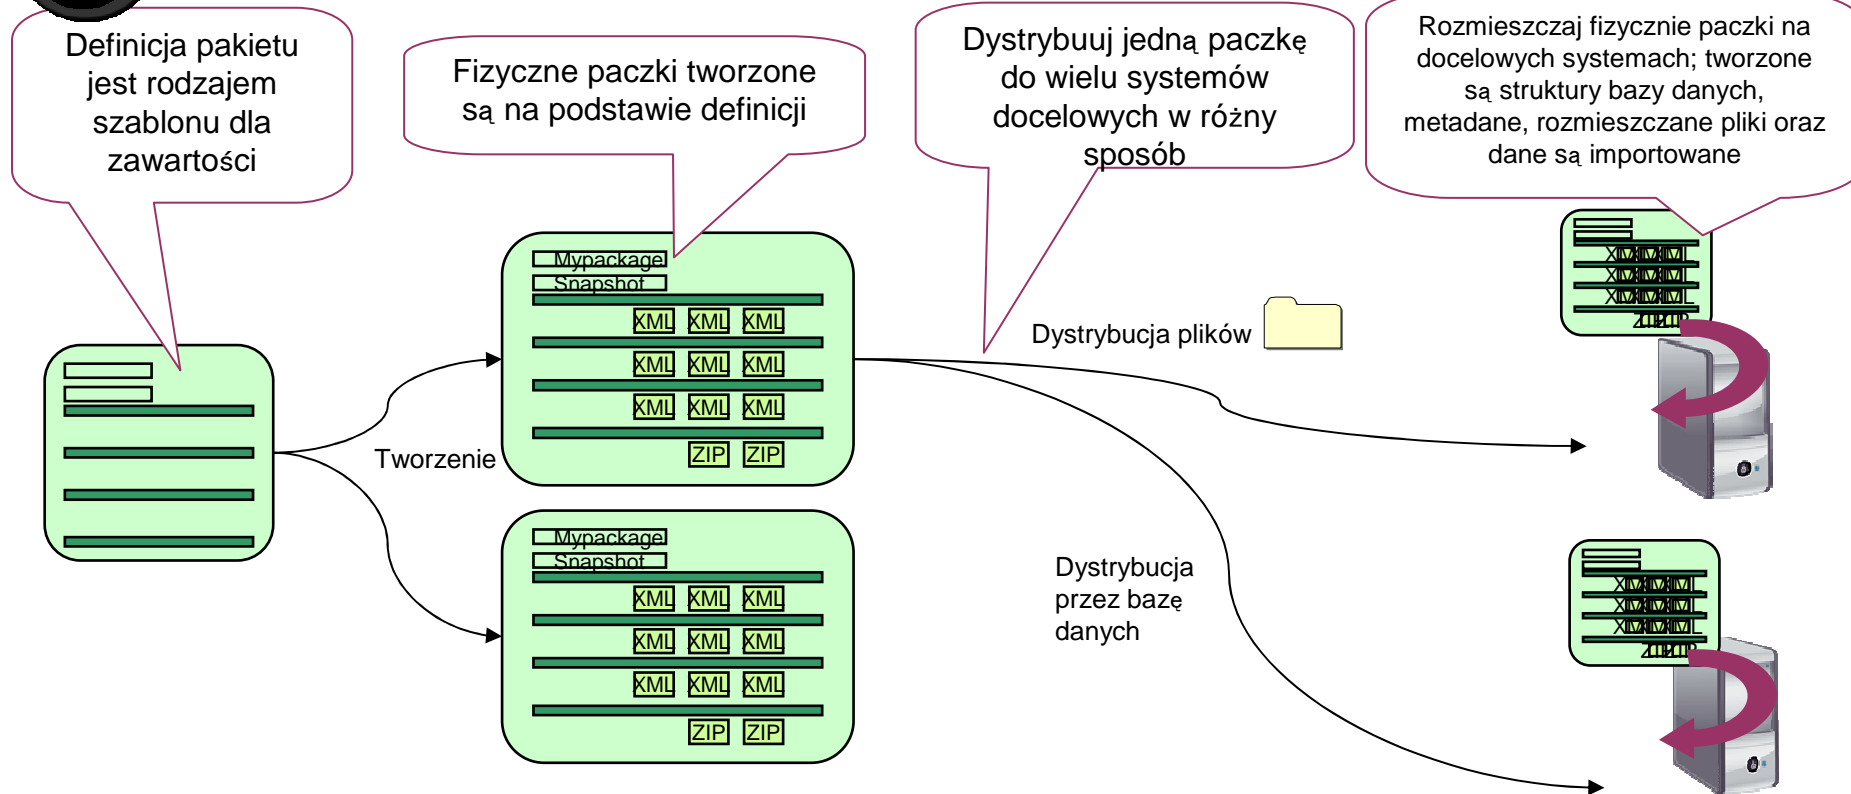 Definicja pakietu
jest rodzajem
szablonu dla
zawartości
Fizyczne paczki tworzone
są na podstawie definicji
Dystrybuuj jedną paczkę
do wielu systemów
docelowych w różny
sposób
Rozmieszczaj fizycznie paczki na
docelowych systemach; tworzone
są struktury bazy danych,
metadane, rozmieszczane pliki oraz
dane są importowane
Mypackage
Snapshot
XML XML XML
XML XML XML
XML XML XML
ZIP ZIP
Tworzenie
Dystrybucja plików
Mypackage
Snapshot
XML XML XML
XML XML XML
XML XML XML
ZIP ZIP
Dystrybucja
przez bazę
danych